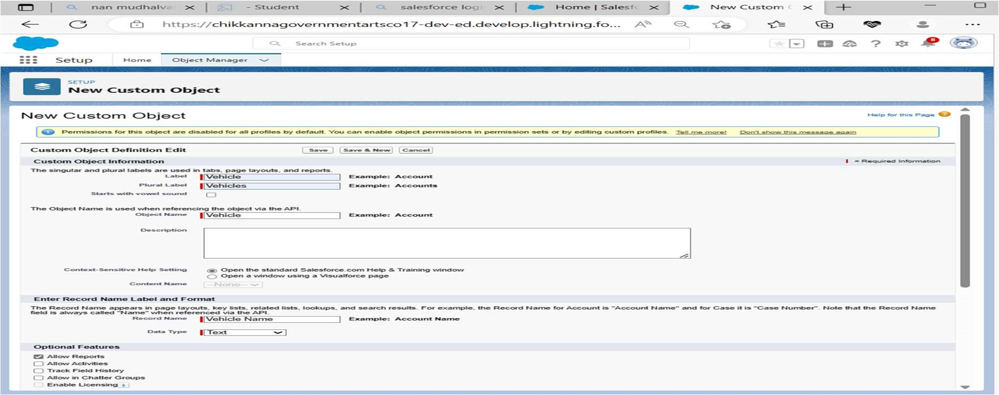 nan mudhalva
- Student
salesforce logi
Home | Salesfo
New Custom
https://chikkannagovernmentartsco17-dev-ed.develop.lightning.fo...
Search Setup
8
Setup
Home
Object Manager
SETUP
New Custom Object
New Custom Object
Help for this Page
Permissions for this object are disabled for all profiles by default. You can enable object permissions in permission sets or by editing custom profiles. Tell me more! Don't show this message again
Custom Object Definition Edit Save Save & New Cancel
Custom Object Information = Required Information
The singular and plural labels are used in tabs, page layouts, and reports.
Label Vehicle Example: Account
Plural Label Vehicles Example: Accounts
Starts with vowel sound
The Object Name is used when referencing the object via the API.
Object Name Vehicle Example: Account
Description
Context-Sensitive Help Setting Open the standard Salesforce.com Help & Training window
Open a window using a Visualforce page
Content Name --None--
Enter Record Name Label and Format
The Record Name appears in page layouts, key lists, related lists, lookups, and search results. For example, the Record Name for Account is "Account Name" and for Case it is "Case Number". Note that the Record Name
field is always called "Name" when referenced via the API.
Record Name Vehicle Name Example: Account Name
Data Type Text
Optional Features
Allow Reports
Allow Activities
Track Field History
Allow in Chatter Groups
Enable Licensing